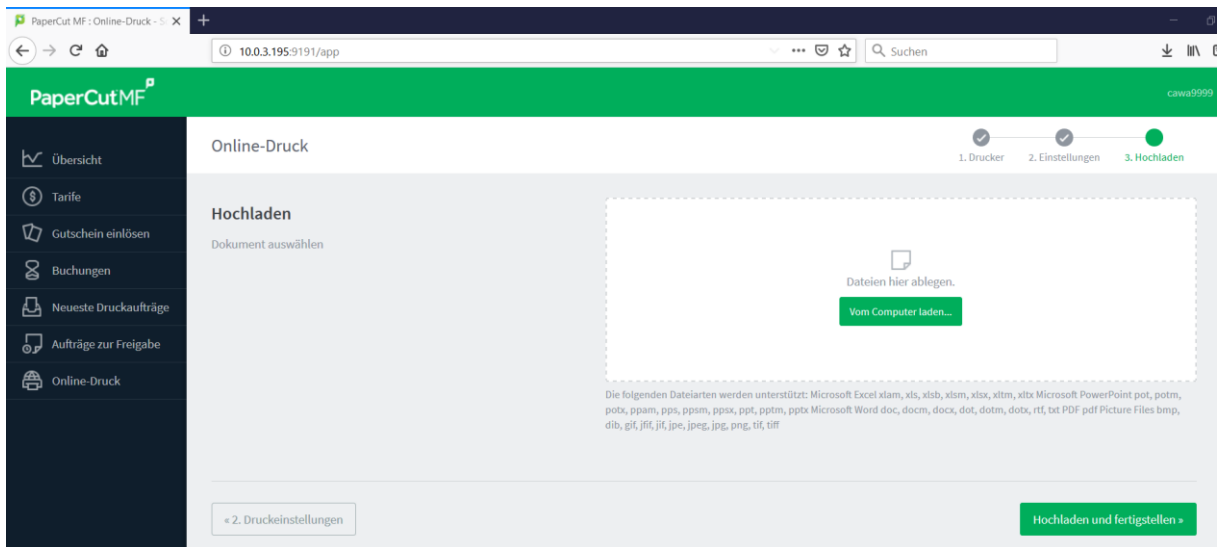 PaperCut MF : Online-Druck - S
10.0.3.195:9191/app
Suchen
PaperCutMF
cawa9999
Übersicht
Tarife
Gutschein einlösen
Buchungen
Neueste Druckaufträge
Aufträge zur Freigabe
Online-Druck
Online-Druck
1. Drucker
2. Einstellungen
3. Hochladen
Hochladen
Dokument auswählen
Dateien hier ablegen.
Vom Computer laden...
Die folgenden Dateiarten werden unterstützt: Microsoft Excel xlam, xls, xlsb, xlsm, xlsx, xltm, xltx Microsoft PowerPoint pot, potm,
potx, ppam, pps, ppsm, ppsx, ppt, pptm, pptx Microsoft Word doc, docm, docx, dot, dotm, dotx, rtf, txt PDF pdf Picture Files bmp,
dib, gif, jfif, jif, jpe, jpeg, jpg, png, tif, tiff
« 2. Druckeinstellungen
Hochladen und fertigstellen »